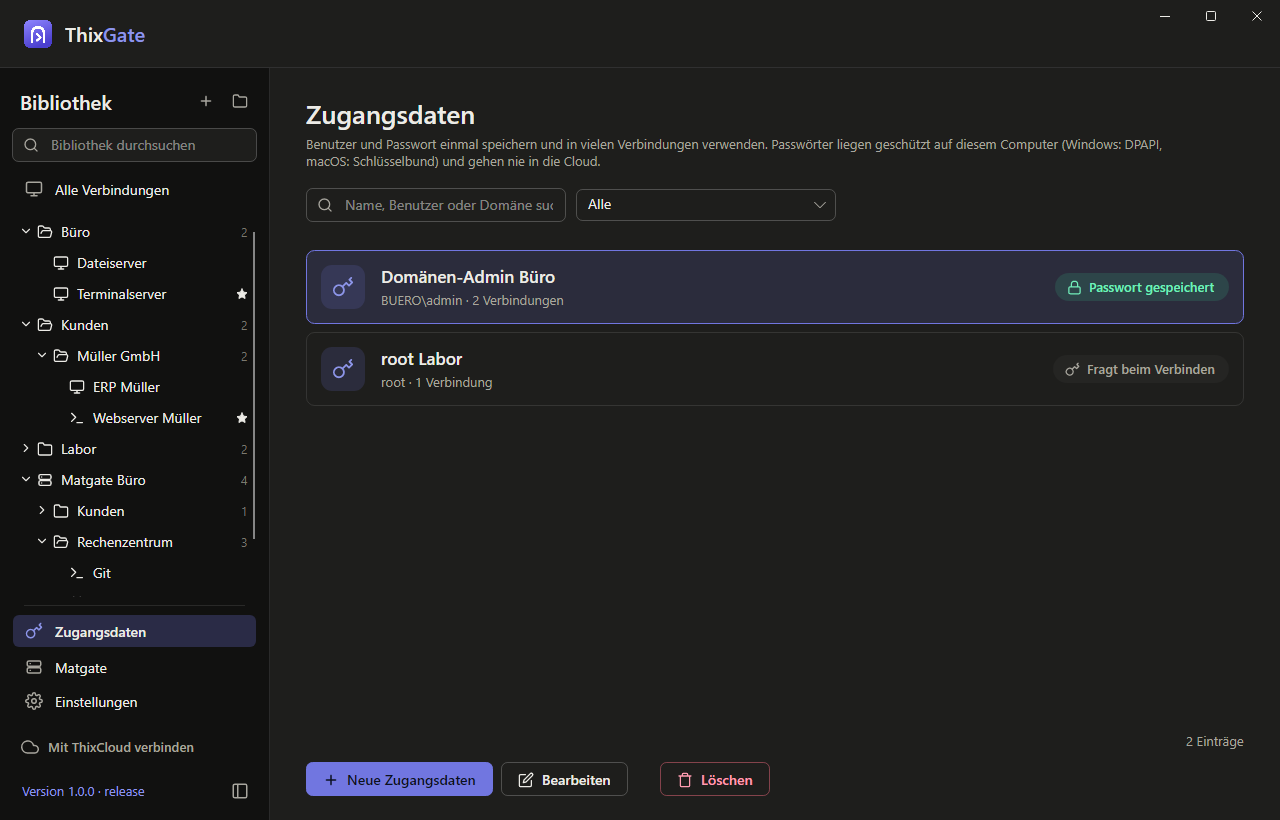 ThixGate
Bibliothek
Bibliothek durchsuchen
Alle Verbindungen
Büro 2
Dateiserver
Terminalserver
Kunden 2
Müller GmbH 2
ERP Müller
Webserver Müller
Labor 2
Matgate Büro 4
Kunden 1
Rechenzentrum 3
Git
Zugangsdaten
Matgate
Einstellungen
Mit ThixCloud verbinden
Version 1.0.0 · release
Zugangsdaten
Benutzer und Passwort einmal speichern und in vielen Verbindungen verwenden. Passwörter liegen geschützt auf diesem Computer (Windows: DPAPI,
macOS: Schlüsselbund) und gehen nie in die Cloud.
Name, Benutzer oder Domäne suc
Alle
Domänen-Admin Büro
BUERO\admin · 2 Verbindungen
Passwort gespeichert
root Labor
root · 1 Verbindung
Fragt beim Verbinden
2 Einträge
Neue Zugangsdaten
Bearbeiten
Löschen